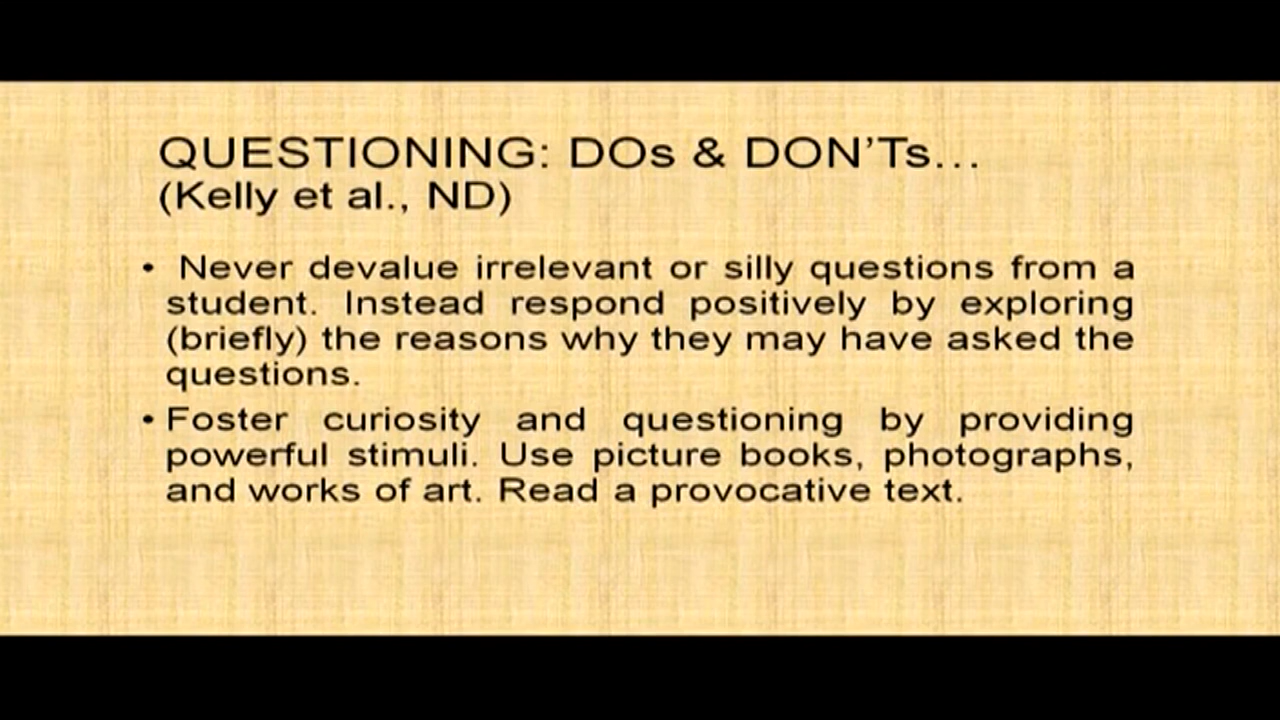 QUESTIONING: DOs & DON'Ts...
(Kelly et al., ND)
• Never devalue irrelevant or silly questions from a
student. Instead respond positively by exploring
(briefly) the reasons why they may have asked the
questions.
• Foster curiosity and questioning by providing
powerful stimuli. Use picture books, photographs,
and works of art. Read a provocative text.